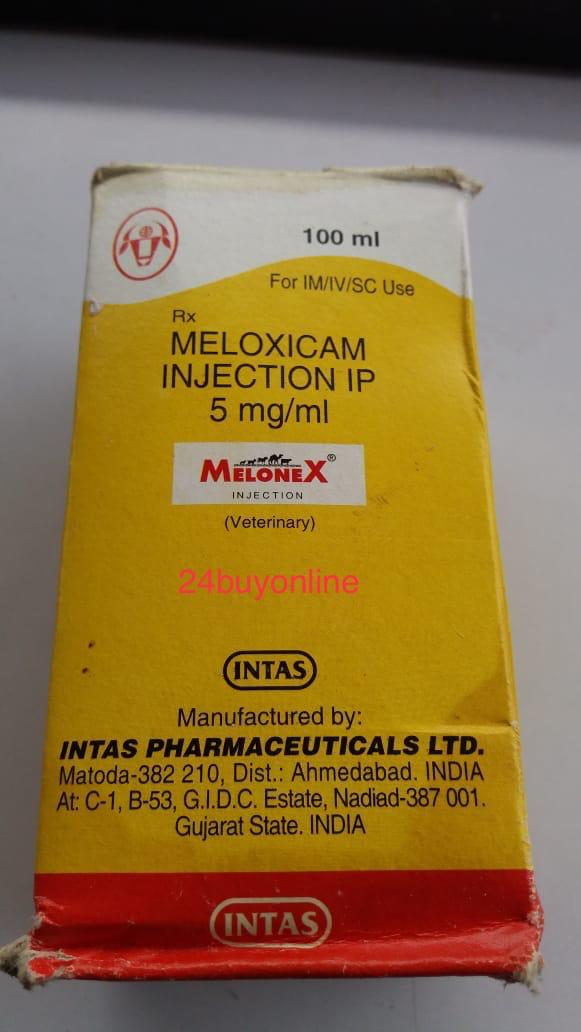 100 ml
For IM/IV/SC Use
Rx
MELOXICAM
INJECTION IP
5 mg/ml
MELONEX®
INJECTION
(Veterinary)
24buyonline
INTAS
Manufactured by:
INTAS PHARMACEUTICALS LTD.
Matoda-382 210, Dist.: Ahmedabad. INDIA
At: C-1, B-53, G.I.D.C. Estate, Nadiad-387 001.
Gujarat State. INDIA
INTAS